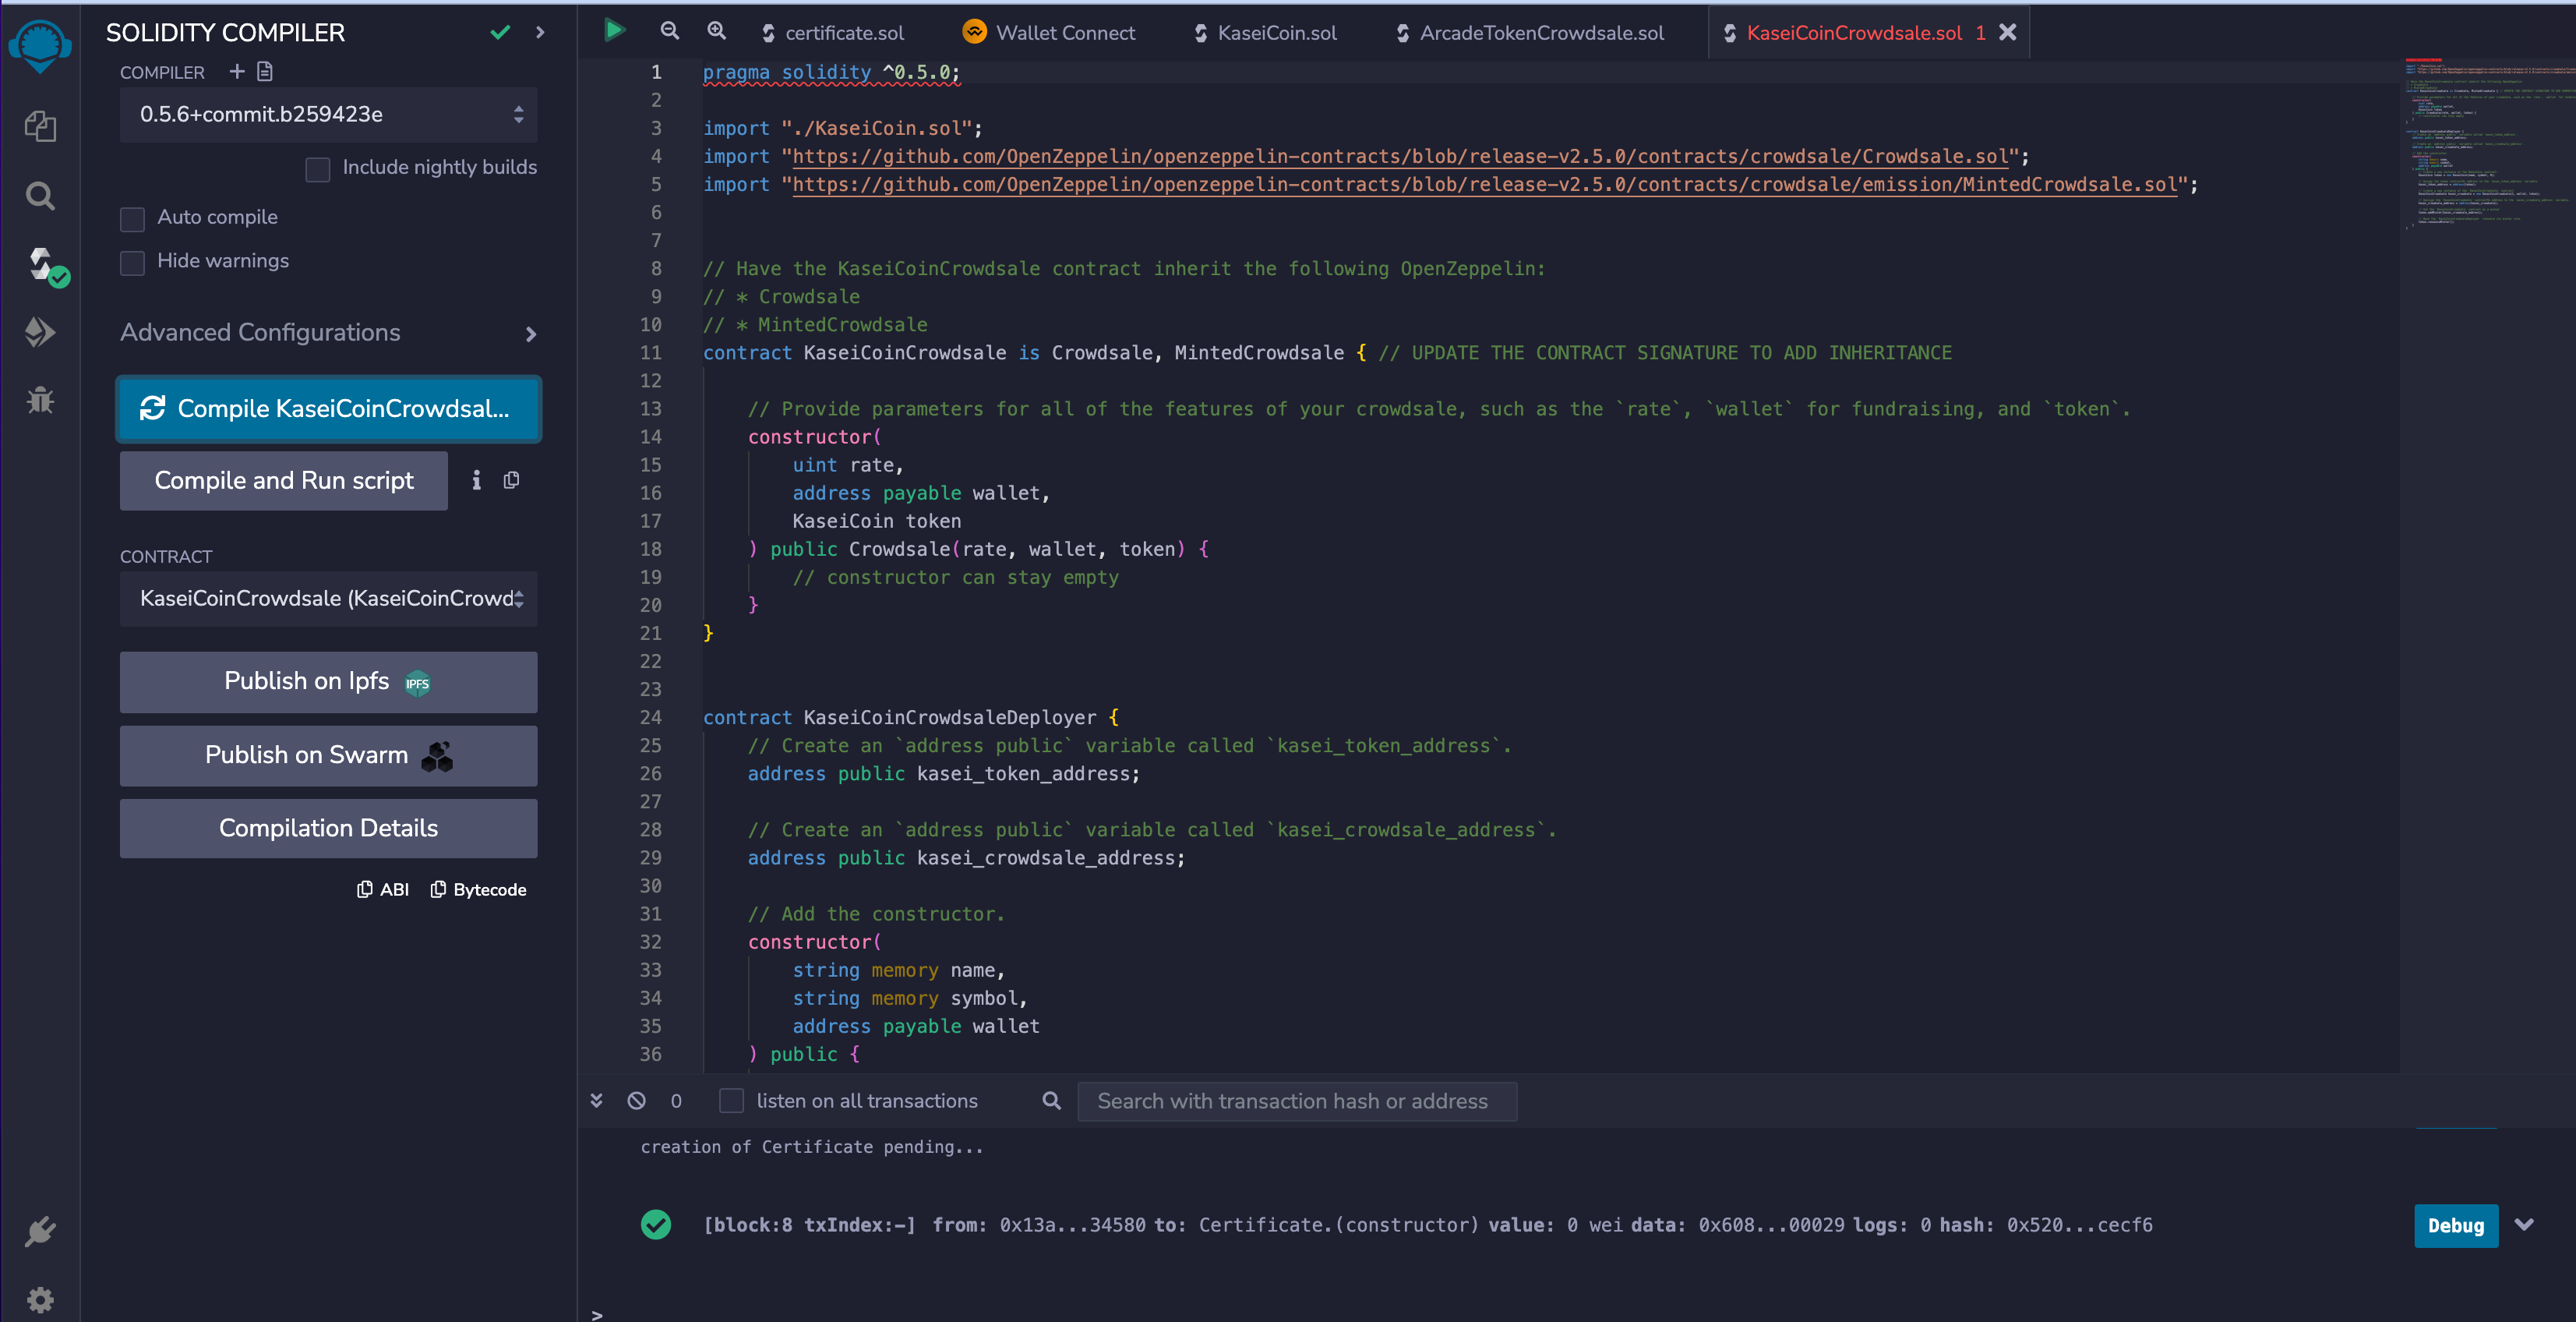 SOLIDITY COMPILER
COMPILER
0.5.6+commit.b259423e
Include nightly builds
Auto compile
Hide warnings
Advanced Configurations
Compile KaseiCoinCrowdsal...
Compile and Run script
CONTRACT
KaseiCoinCrowdsale (KaseiCoinCrowd
Publish on Ipfs IPFS
Publish on Swarm
Compilation Details
ABI Bytecode
certificate.sol Wallet Connect KaseiCoin.sol ArcadeTokenCrowdsale.sol KaseiCoinCrowdsale.sol 1
1 pragma solidity ^0.5.0;
2
3 import "./KaseiCoin.sol";
4 import "https://github.com/OpenZeppelin/openzeppelin-contracts/blob/release-v2.5.0/contracts/crowdsale/Crowdsale.sol";
5 import "https://github.com/OpenZeppelin/openzeppelin-contracts/blob/release-v2.5.0/contracts/crowdsale/emission/MintedCrowdsale.sol";
6
7
8 // Have the KaseiCoinCrowdsale contract inherit the following OpenZeppelin:
9 // * Crowdsale
10 // * MintedCrowdsale
11 contract KaseiCoinCrowdsale is Crowdsale, MintedCrowdsale { // UPDATE THE CONTRACT SIGNATURE TO ADD INHERITANCE
12
13 // Provide parameters for all of the features of your crowdsale, such as the `rate`, `wallet` for fundraising, and `token`.
14 constructor(
15 uint rate,
16 address payable wallet,
17 KaseiCoin token
18 ) public Crowdsale(rate, wallet, token) {
19 // constructor can stay empty
20 }
21 }
22
23
24 contract KaseiCoinCrowdsaleDeployer {
25 // Create an `address public` variable called `kasei_token_address`.
26 address public kasei_token_address;
27
28 // Create an `address public` variable called `kasei_crowdsale_address`.
29 address public kasei_crowdsale_address;
30
31 // Add the constructor.
32 constructor(
33 string memory name,
34 string memory symbol,
35 address payable wallet
36 ) public {
0 listen on all transactions Search with transaction hash or address
creation of Certificate pending...
[block:8 txIndex:-] from: 0x13a...34580 to: Certificate.(constructor) value: 0 wei data: 0x608...00029 logs: 0 hash: 0x520...cecf6 Debug
>